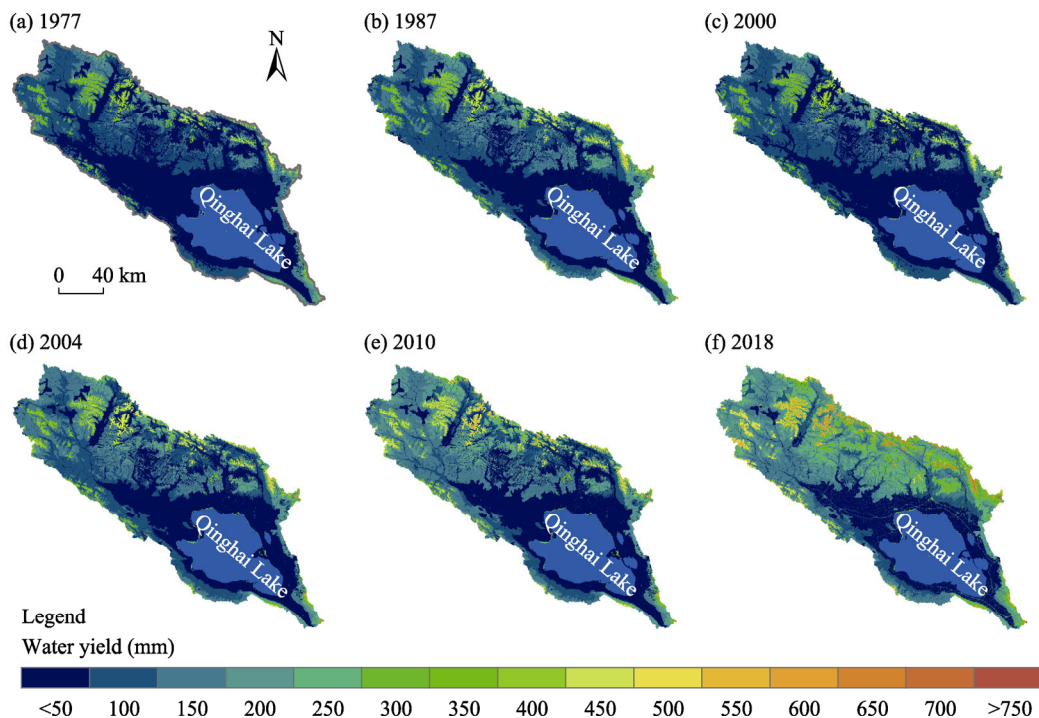 (a) 1977
(b) 1987
(c) 2000
N
Qinghai Lake
Qinghai Lake
Qinghai Lake
0 40 km
(d) 2004
(e) 2010
(f) 2018
Qinghai Lake
Qinghai Lake
Qinghai Lake
Legend
Water yield (mm)
<50 100 150 200 250 300 350 400 450 500 550 600 650 700 >750